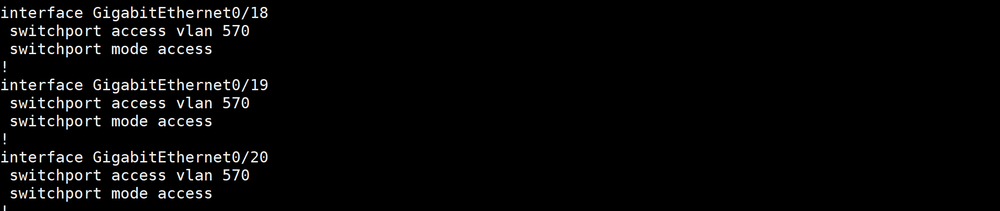 interface GigabitEthernet0/18
 switchport access vlan 570
 switchport mode access
!
interface GigabitEthernet0/19
 switchport access vlan 570
 switchport mode access
!
interface GigabitEthernet0/20
 switchport access vlan 570
 switchport mode access
!